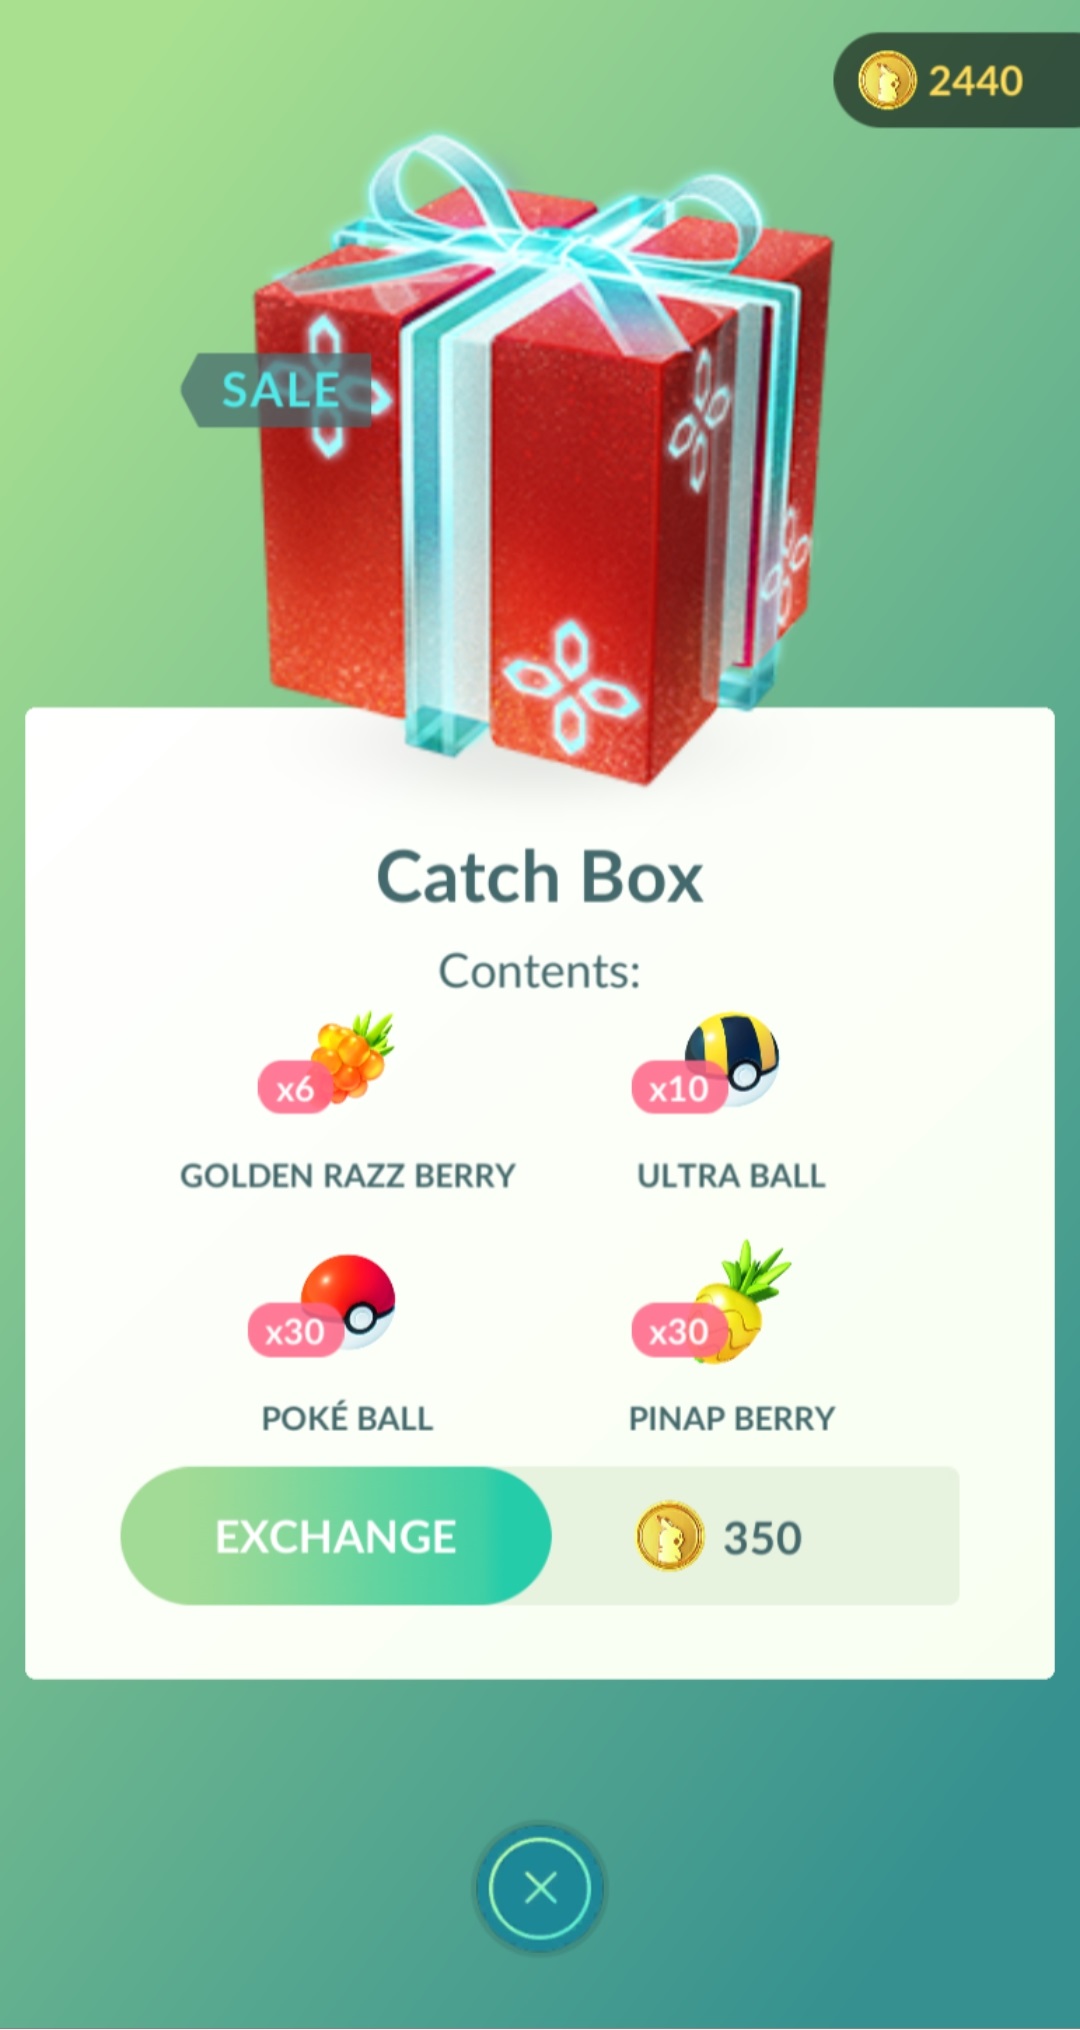 2440
SALE
Catch Box
Contents:
x6
x10
GOLDEN RAZZ BERRY
ULTRA BALL
x30
x30
POKÉ BALL
PINAP BERRY
EXCHANGE
350